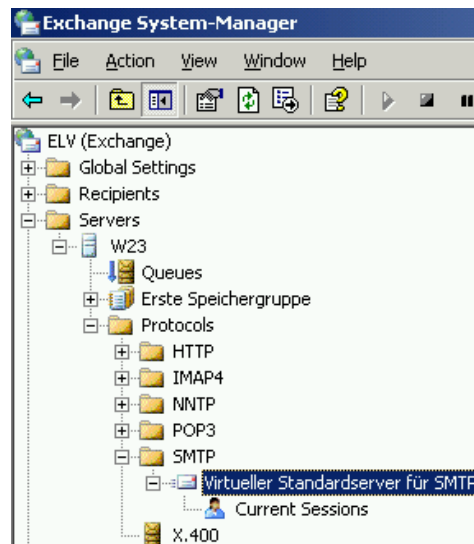 Exchange System-Manager
File Action View Window Help
ELV (Exchange)
Global Settings
Recipients
Servers
W23
Queues
Erste Speichergruppe
Protocols
HTTP
IMAP4
NNTP
POP3
SMTP
Virtueller Standardserver für SMTP
Current Sessions
X.400